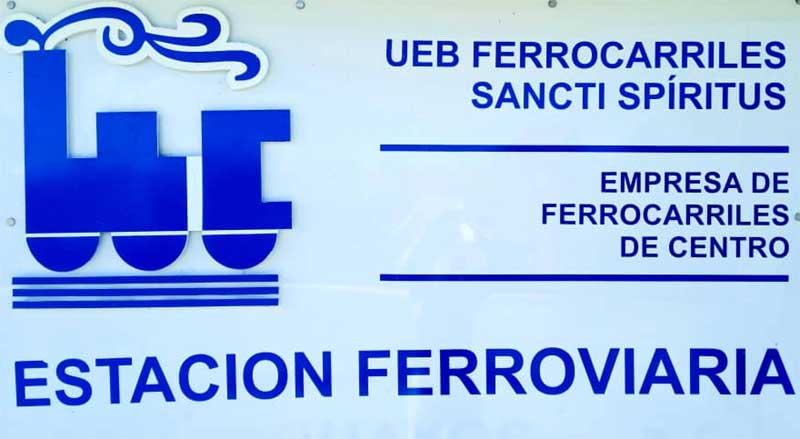 UEB FERROCARRILES
SANCTI SPÍRITUS
EMPRESA DE
FERROCARRILES
DE CENTRO
ESTACION FERROVIARIA